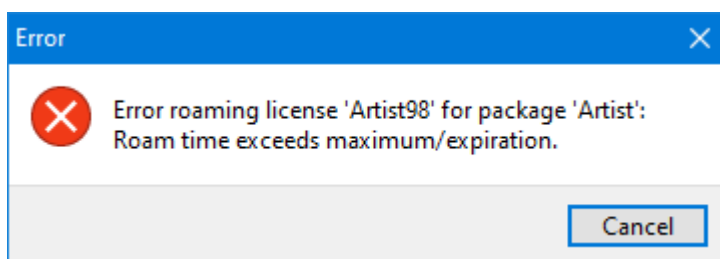 Error
Error roaming license 'Artist98' for package 'Artist':
Roam time exceeds maximum/expiration.
Cancel